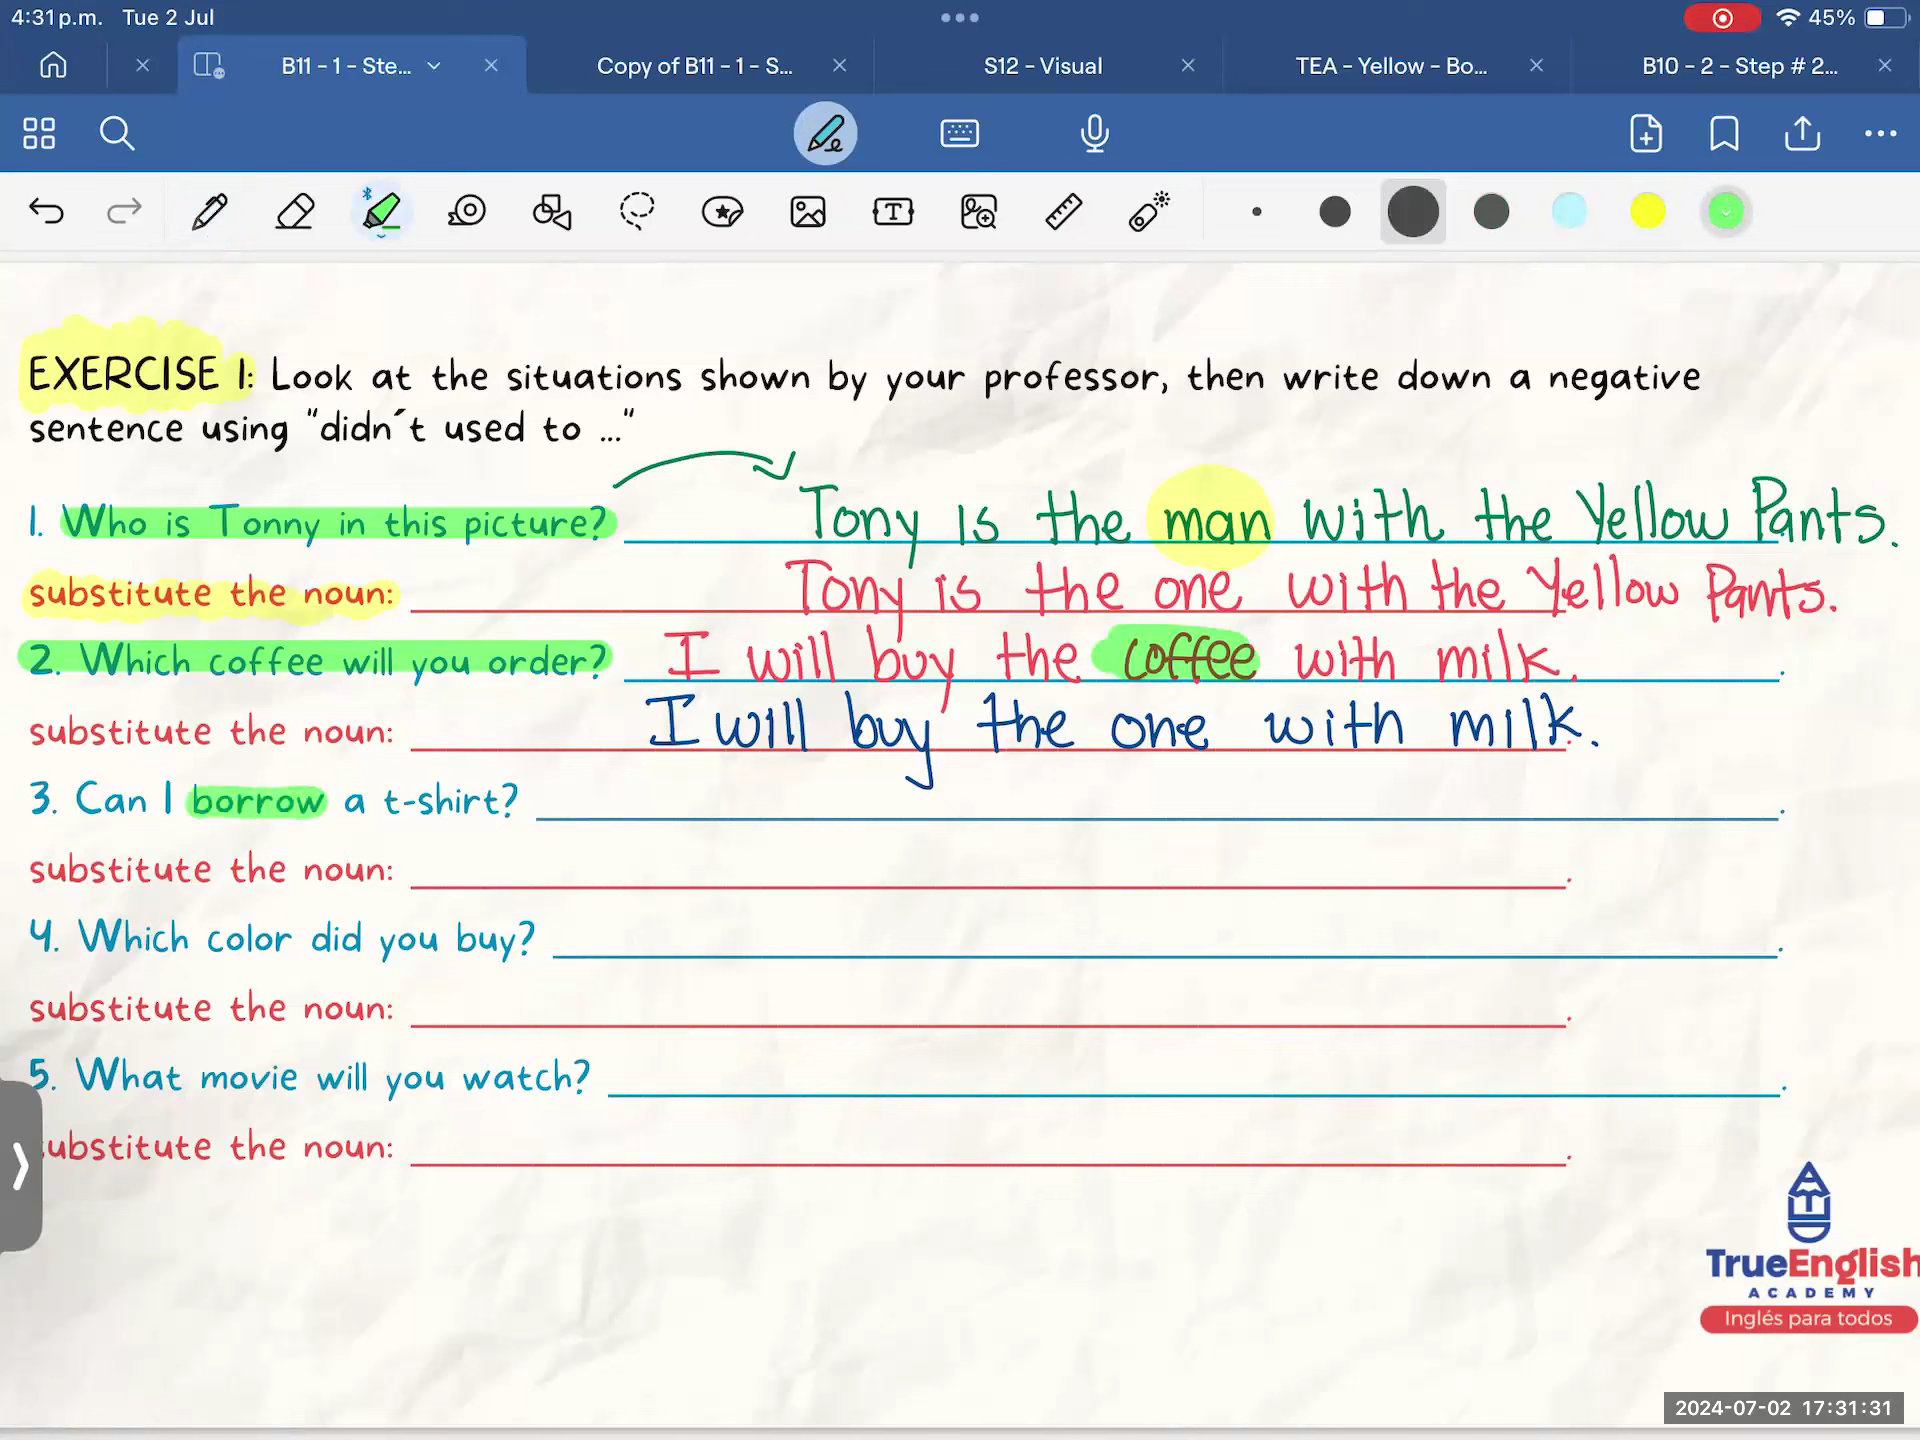 4:31 p.m. Tue 2 Jul
45%
B11 - 1 - Ste...
Copy of B11 - 1 - S...
S12 - Visual
TEA - Yellow - Bo...
B10 - 2 - Step # 2...
EXERCISE 1: Look at the situations shown by your professor, then write down a negative
sentence using "didn´t used to ..."
1. Who is Tonny in this picture? Tony is the man with the Yellow Pants.
substitute the noun: Tony is the one with the Yellow Pants.
2. Which coffee will you order? I will buy the coffee with milk.
substitute the noun: I will buy the one with milk.
3. Can I borrow a t-shirt?
substitute the noun:
4. Which color did you buy?
substitute the noun:
5. What movie will you watch?
substitute the noun:
TrueEnglish
ACADEMY
Inglés para todos
2024-07-02 17:31:31